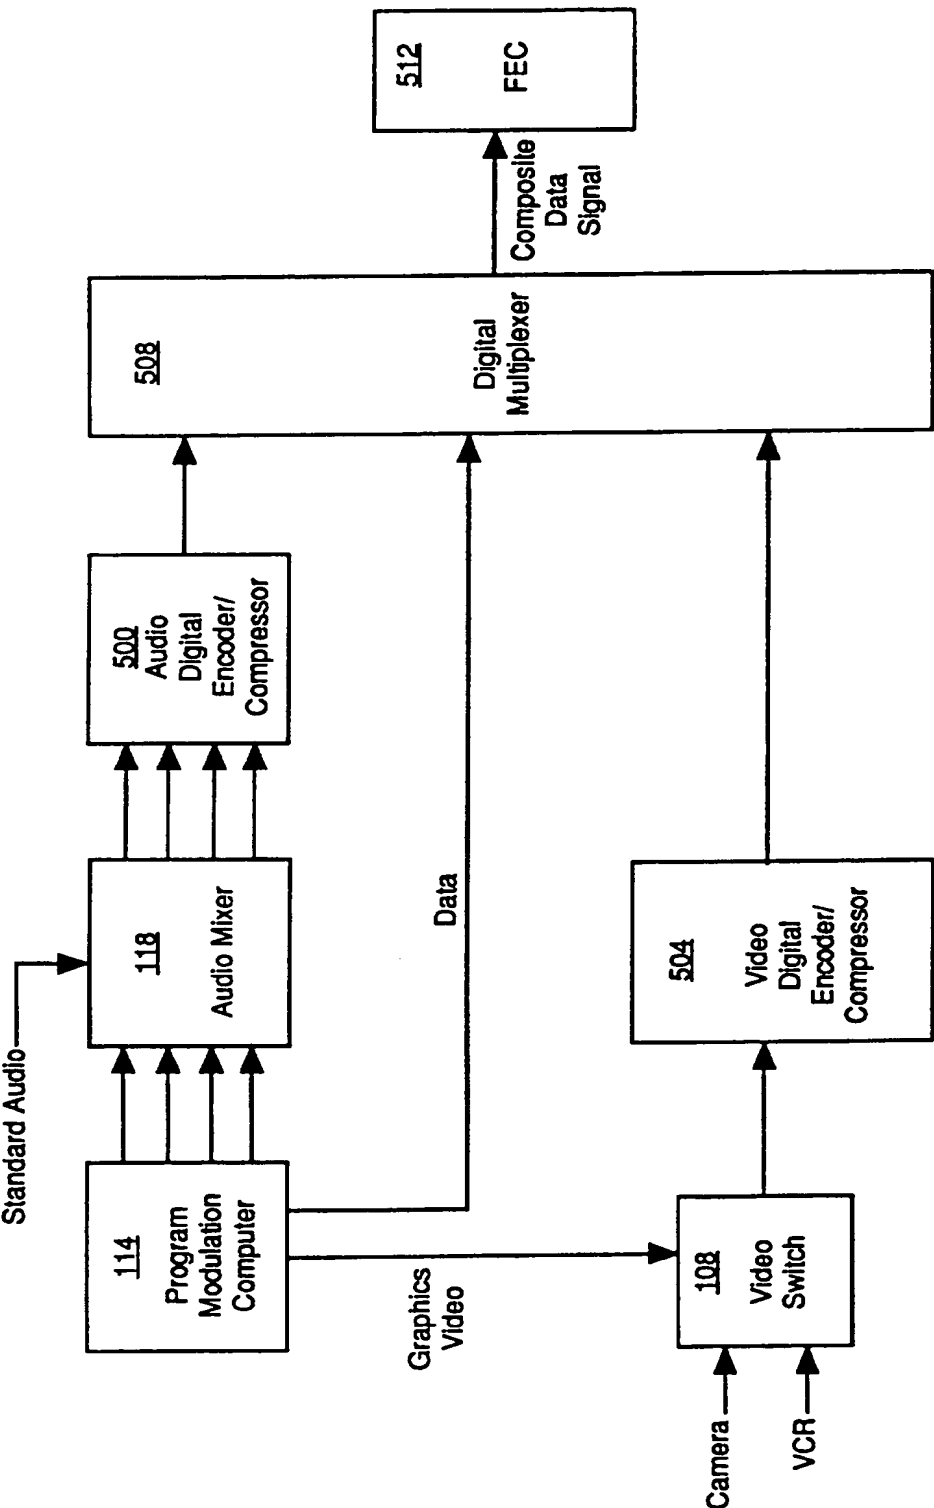 Standard Audio
114
Program
Modulation
Computer
118
Audio Mixer
500
Audio
Digital
Encoder/
Compressor
508
Digital
Multiplexer
Composite
Data
Signal
512
FEC
Data
Graphics
Video
Camera
VCR
108
Video
Switch
504
Video
Digital
Encoder/
Compressor